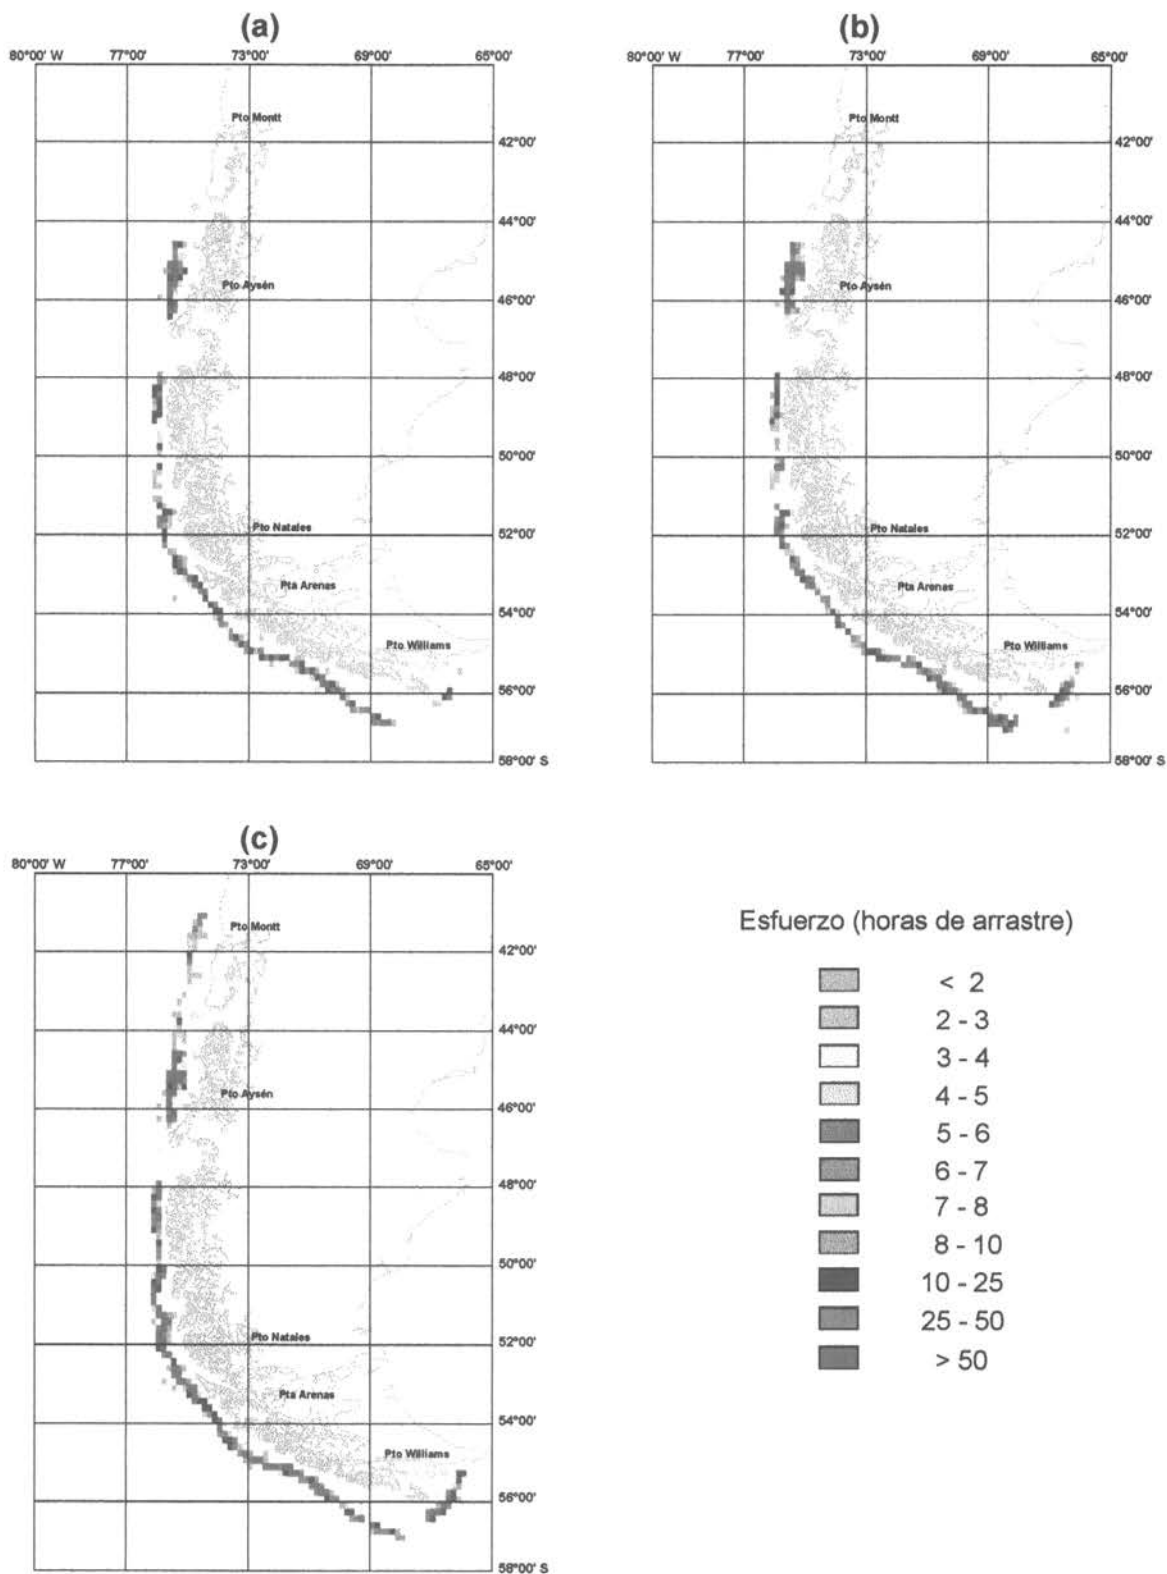 (a)
80°00' W 77°00' 73°00' 69°00' 65°00'
Pto Montt
42°00'
44°00'
Pto Aysén
46°00'
48°00'
50°00'
Pto Natales
52°00'
Pta Arenas
54°00'
Pto Williams
56°00'
58°00' S
(b)
80°00' W 77°00' 73°00' 69°00' 65°00'
Pto Montt
42°00'
44°00'
Pto Aysén
46°00'
48°00'
50°00'
Pto Natales
52°00'
Pta Arenas
54°00'
Pto Williams
56°00'
58°00' S
(c)
80°00' W 77°00' 73°00' 69°00' 65°00'
Pto Montt
42°00'
44°00'
Pto Aysén
46°00'
48°00'
50°00'
Pto Natales
52°00'
Pta Arenas
54°00'
Pto Williams
56°00'
58°00' S
Esfuerzo (horas de arrastre)
< 2
2 - 3
3 - 4
4 - 5
5 - 6
6 - 7
7 - 8
8 - 10
10 - 25
25 - 50
> 50